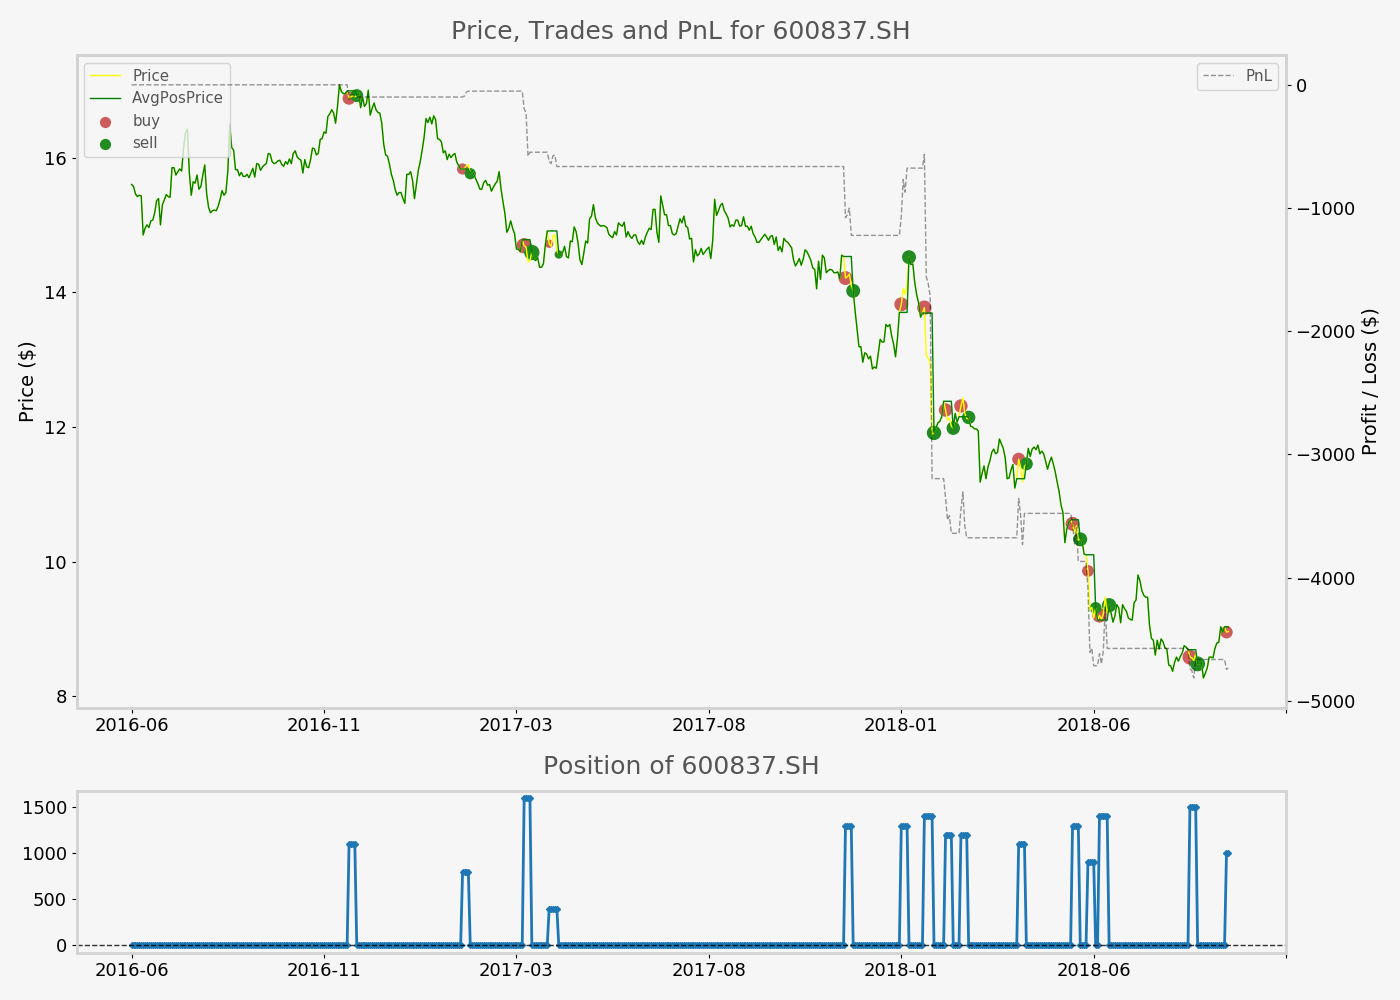 Price, Trades and PnL for 600837.SH
Price
AvgPosPrice
buy
sell
PnL
16
14
12
10
8
Price ($)
0
−1000
−2000
−3000
−4000
−5000
Profit / Loss ($)
2016-06 2016-11 2017-03 2017-08 2018-01 2018-06
Position of 600837.SH
1500
1000
500
0
2016-06 2016-11 2017-03 2017-08 2018-01 2018-06